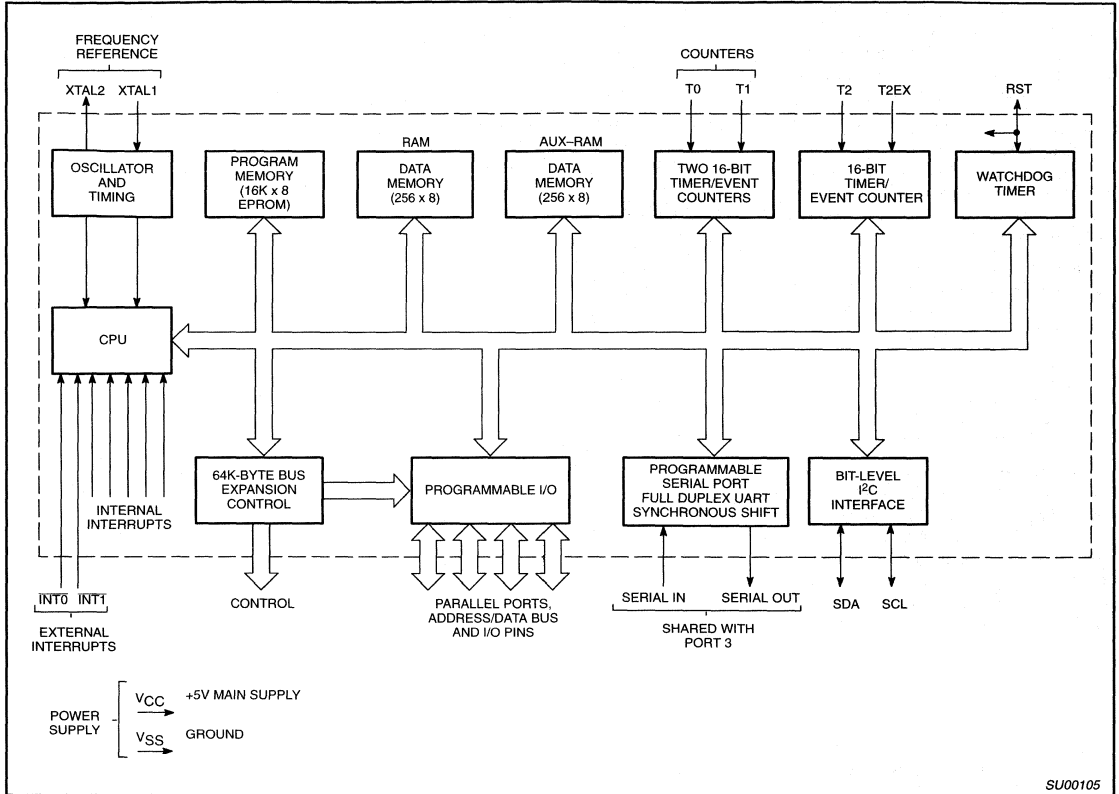 FREQUENCY
REFERENCE
COUNTERS
XTAL2 XTAL1
T0 T1
T2 T2EX
RST
OSCILLATOR
AND
TIMING
PROGRAM
MEMORY
(16K x 8
EPROM)
RAM
DATA
MEMORY
(256 x 8)
AUX–RAM
DATA
MEMORY
(256 x 8)
TWO 16-BIT
TIMER/EVENT
COUNTERS
16-BIT
TIMER/
EVENT COUNTER
WATCHDOG
TIMER
CPU
INTERNAL
INTERRUPTS
64K-BYTE BUS
EXPANSION
CONTROL
PROGRAMMABLE I/O
PROGRAMMABLE
SERIAL PORT
FULL DUPLEX UART
SYNCHRONOUS SHIFT
BIT-LEVEL
I²C
INTERFACE
INT0 INT1
EXTERNAL
INTERRUPTS
CONTROL
PARALLEL PORTS,
ADDRESS/DATA BUS
AND I/O PINS
SERIAL IN SERIAL OUT
SHARED WITH
PORT 3
SDA SCL
POWER
SUPPLY
VCC +5V MAIN SUPPLY
VSS GROUND
SU00105